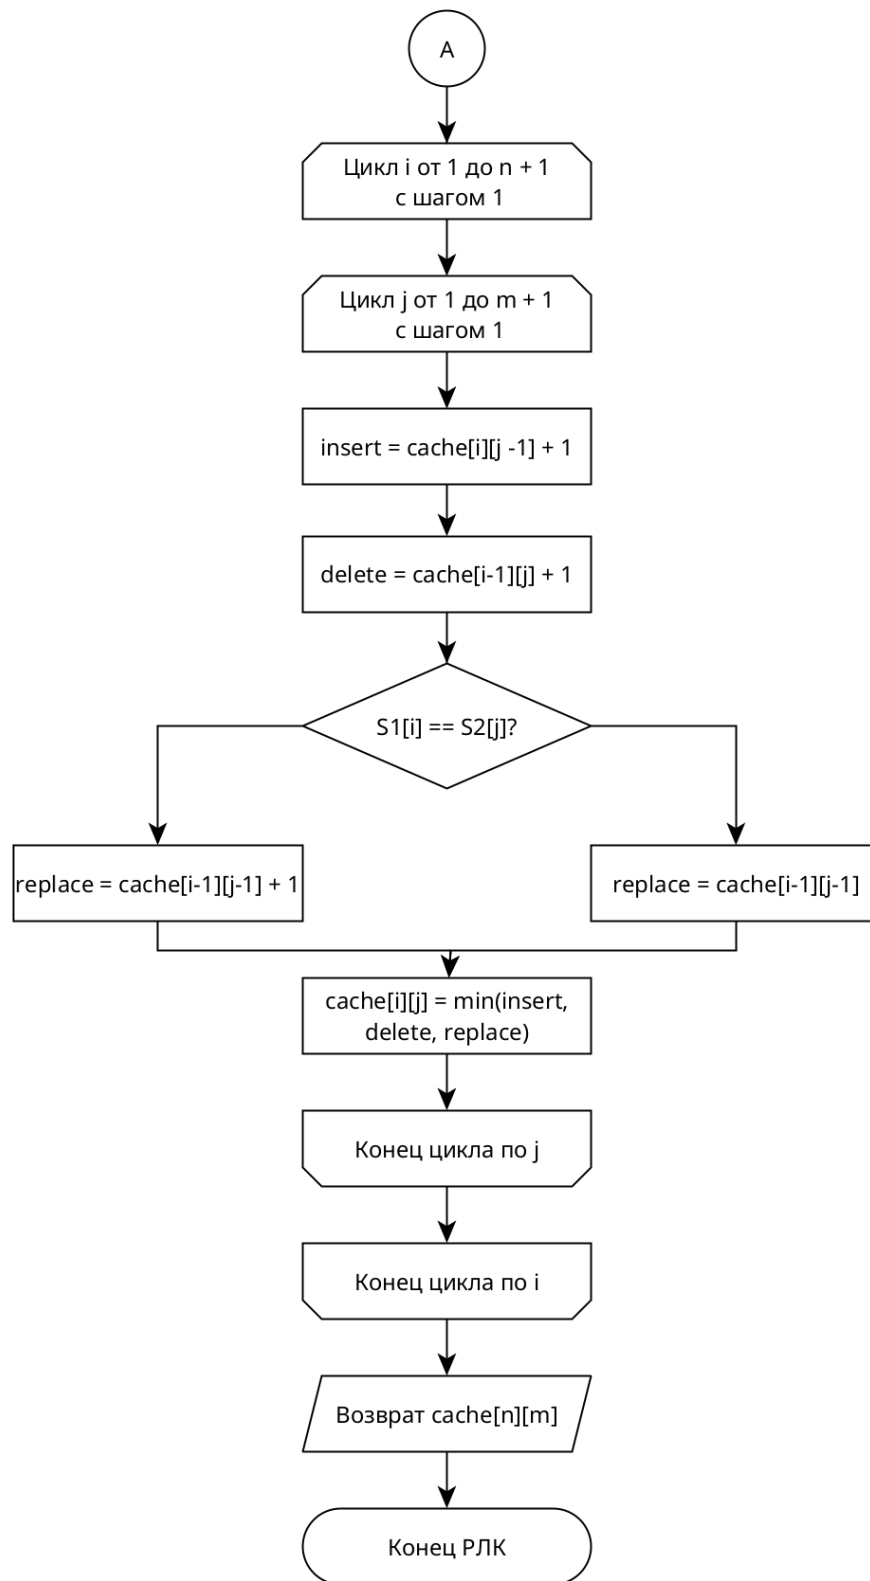 A
Цикл i от 1 до n + 1
с шагом 1
Цикл j от 1 до m + 1
с шагом 1
insert = cache[i][j -1] + 1
delete = cache[i-1][j] + 1
S1[i] == S2[j]?
replace = cache[i-1][j-1] + 1
replace = cache[i-1][j-1]
cache[i][j] = min(insert,
delete, replace)
Конец цикла по j
Конец цикла по i
Возврат cache[n][m]
Конец РЛК